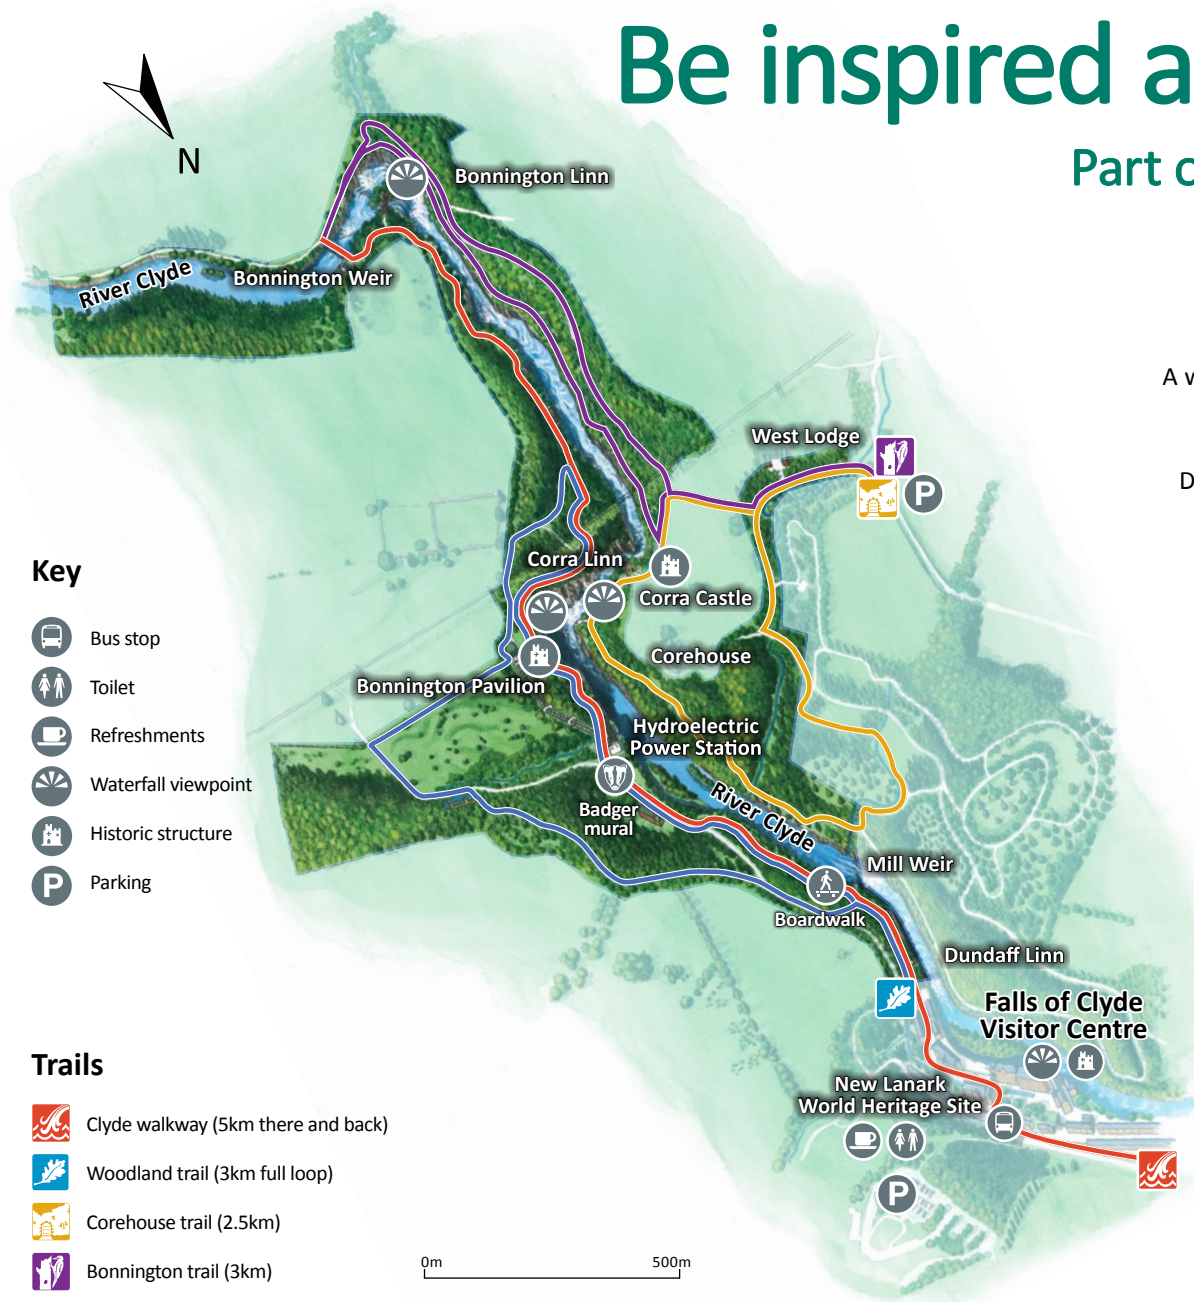 Be inspired a
Part o
N
Bonnington Linn
River Clyde
Bonnington Weir
A w
West Lodge
P
D
Key
Bus stop
Toilet
Refreshments
Waterfall viewpoint
Historic structure
P
Parking
Corra Linn
Corra Castle
Corehouse
Bonnington Pavilion
Hydroelectric
Power Station
Badger
mural
River Clyde
Mill Weir
Boardwalk
Dundaff Linn
Falls of Clyde
Visitor Centre
New Lanark
World Heritage Site
P
Trails
Clyde walkway (5km there and back)
Woodland trail (3km full loop)
Corehouse trail (2.5km)
Bonnington trail (3km)
0m
500m